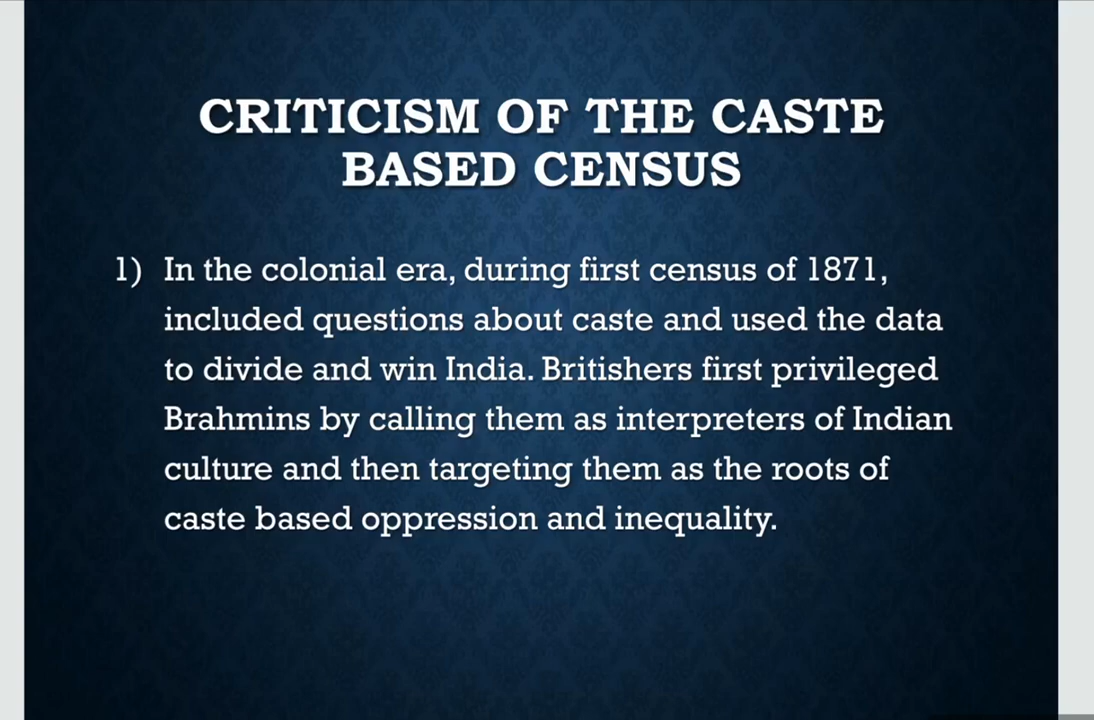 CRITICISM OF THE CASTE
BASED CENSUS
1) In the colonial era, during first census of 1871,
included questions about caste and used the data
to divide and win India. Britishers first privileged
Brahmins by calling them as interpreters of Indian
culture and then targeting them as the roots of
caste based oppression and inequality.